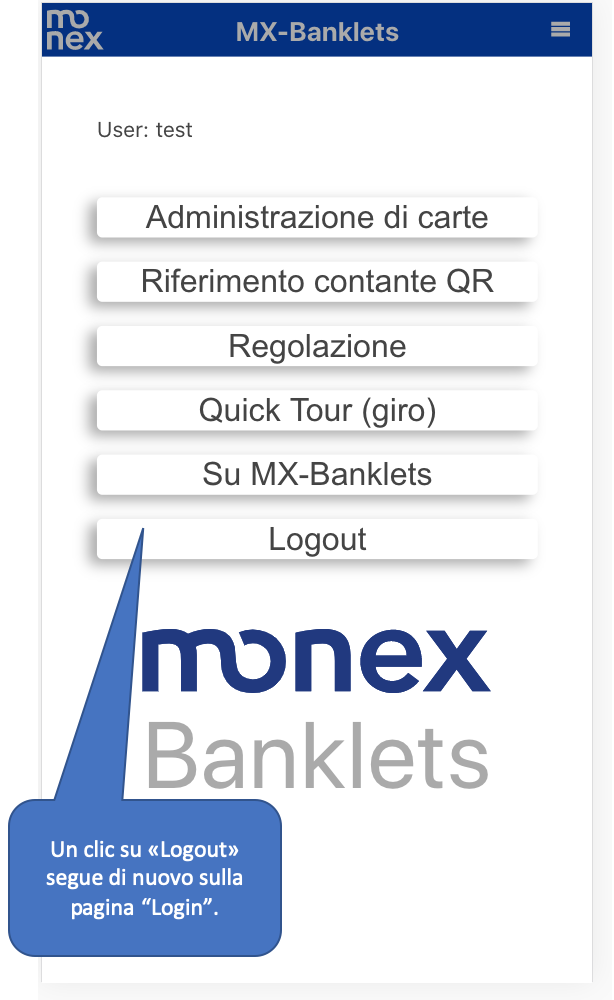 mo
nex
MX-Banklets
User: test
Administrazione di carte
Riferimento contante QR
Regolazione
Quick Tour (giro)
Su MX-Banklets
Logout
monex
Banklets
Un clic su «Logout»
segue di nuovo sulla
pagina “Login”.